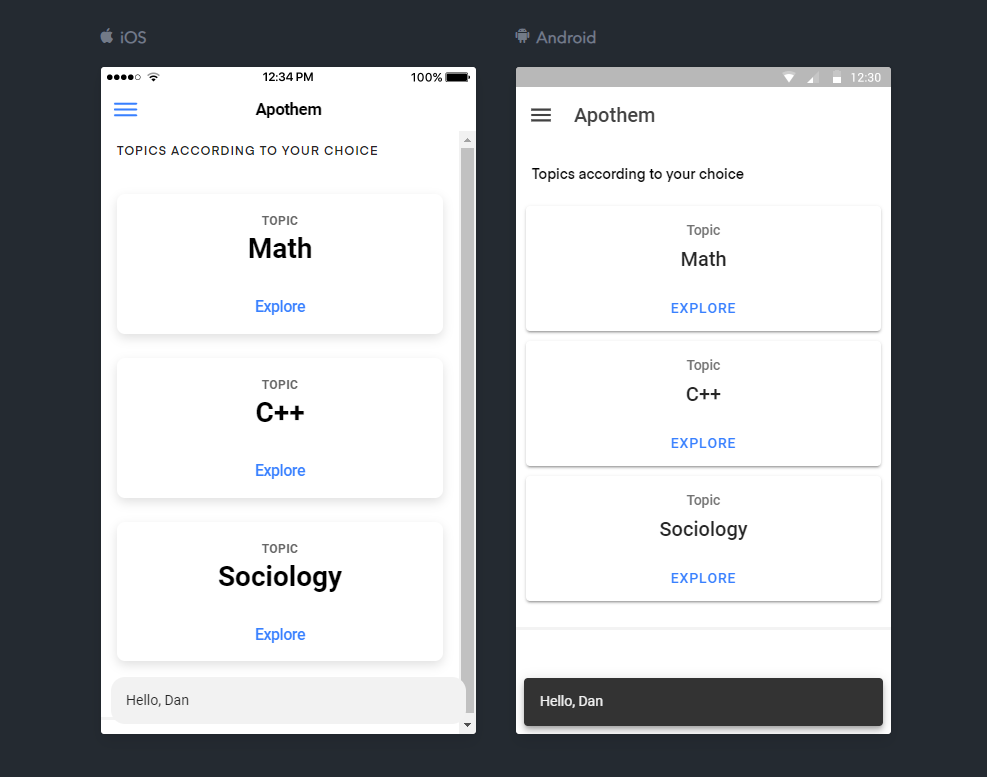 iOS
12:34 PM
100%
Apothem
TOPICS ACCORDING TO YOUR CHOICE
TOPIC
Math
Explore
TOPIC
C++
Explore
TOPIC
Sociology
Explore
Hello, Dan
Android
12:30
Apothem
Topics according to your choice
Topic
Math
EXPLORE
Topic
C++
EXPLORE
Topic
Sociology
EXPLORE
Hello, Dan